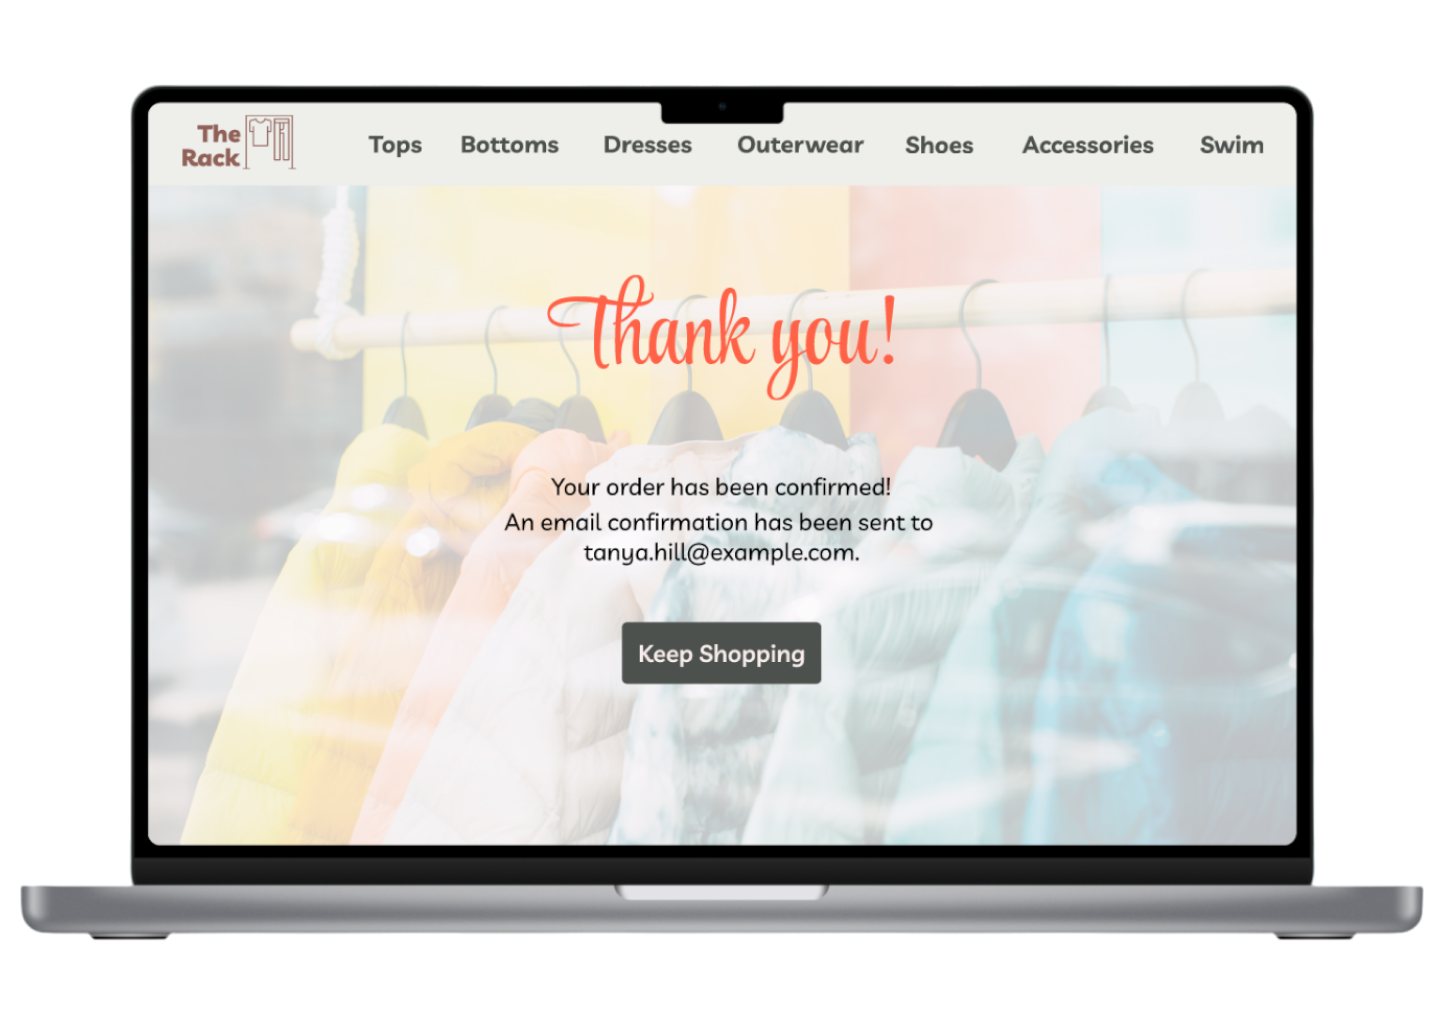 The
Rack
Tops Bottoms Dresses Outerwear Shoes Accessories Swim
Thank you!
Your order has been confirmed!
An email confirmation has been sent to
tanya.hill@example.com.
Keep Shopping